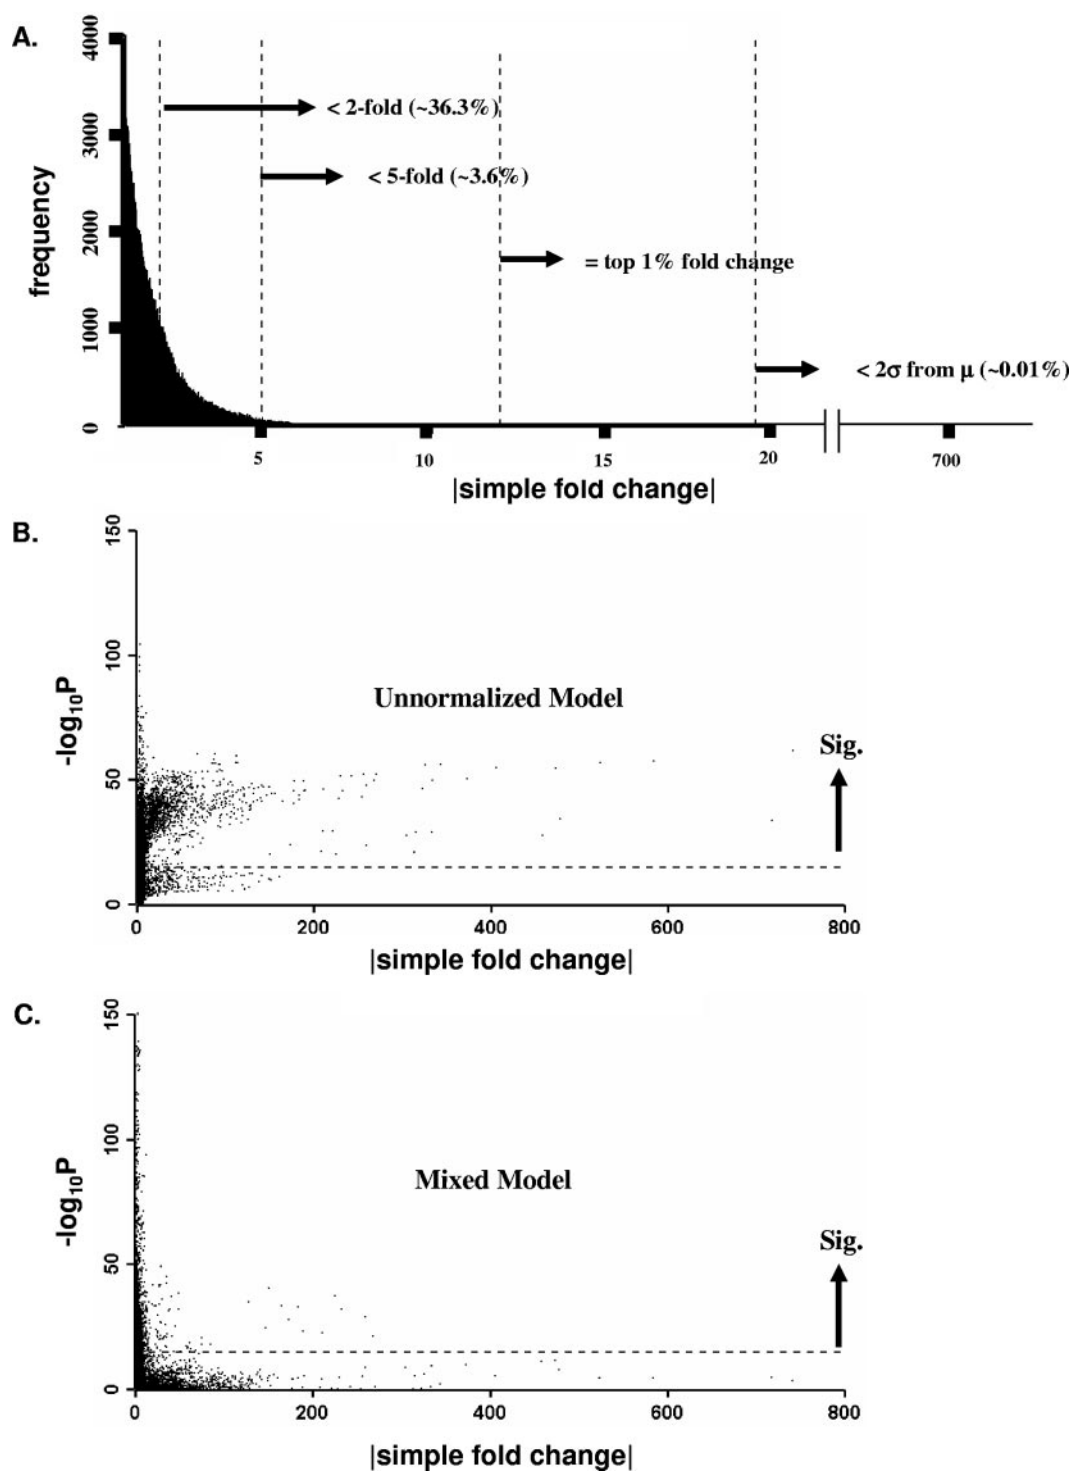 A.
frequency
4000
3000
2000
1000
0
< 2-fold (~36.3%)
< 5-fold (~3.6%)
= top 1% fold change
< 2σ from μ (~0.01%)
5 10 15 20 700
|simple fold change|
B.
-log10P
150
100
50
0
Unnormalized Model
Sig.
0 200 400 600 800
|simple fold change|
C.
-log10P
150
100
50
0
Mixed Model
Sig.
0 200 400 600 800
|simple fold change|